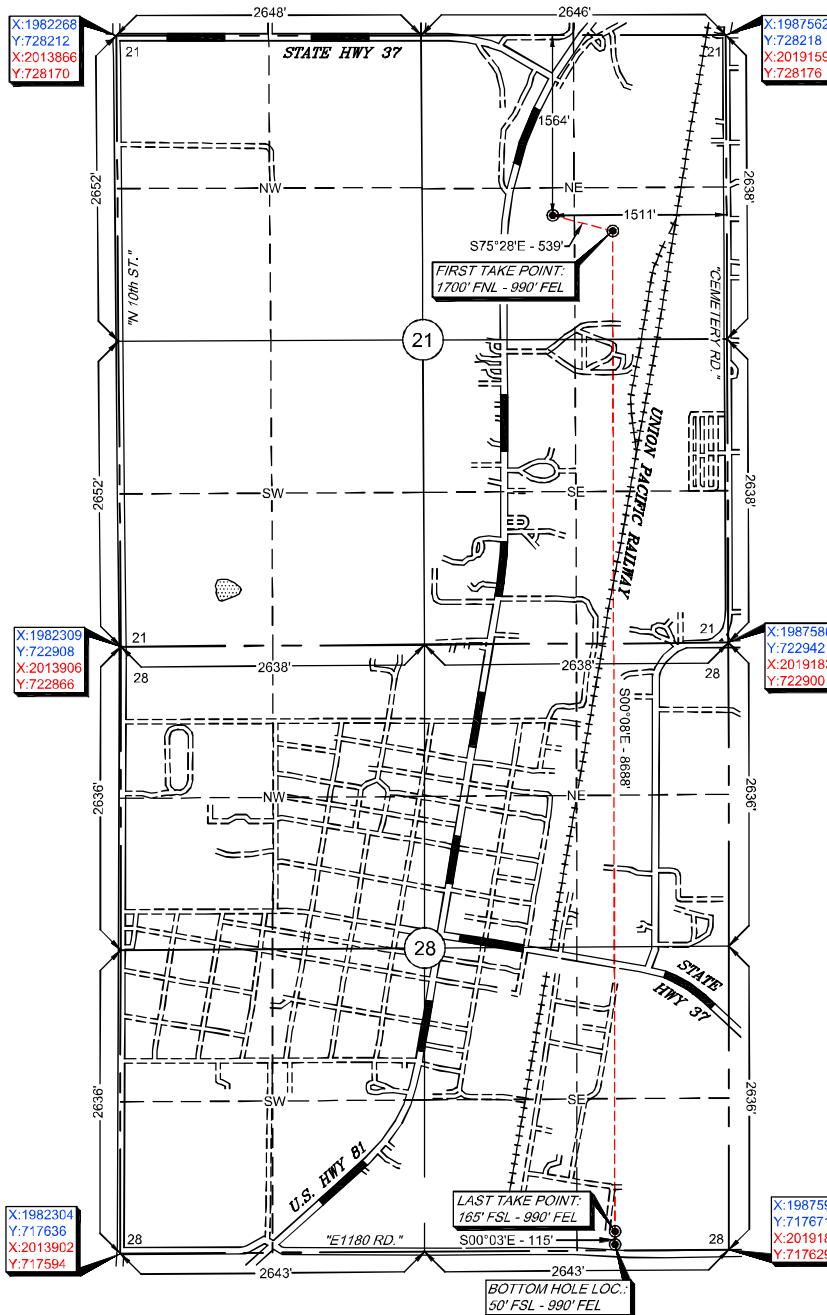 2648'
2646'
X:1982268
Y:728212
X:2013866
Y:728170
X:1987562
Y:728218
X:2019159
Y:728176
21
STATE HWY 37
21
1564'
2652'
NW
NE
2638'
1511'
S75°28'E - 539'
"N 10th ST."
FIRST TAKE POINT:
1700' FNL - 990' FEL
"CEMETERY RD."
21
UNION PACIFIC RAILWAY
2652'
SW
SE
2638'
X:1982309
Y:722908
X:2013906
Y:722866
21
21
2638'
2638'
28
28
Y:722942
Y:722900
S00°08'E - 8688'
2636'
NW
NE
2636'
28
STATE
HWY 37
2636'
SW
SE
2636'
U.S. HWY 81
LAST TAKE POINT:
165' FSL - 990' FEL
X:1982304
Y:717636
X:2013902
Y:717594
28
"E1180 RD."
S00°03'E - 115'
28
2643'
2643'
BOTTOM HOLE LOC.:
50' FSL - 990' FEL